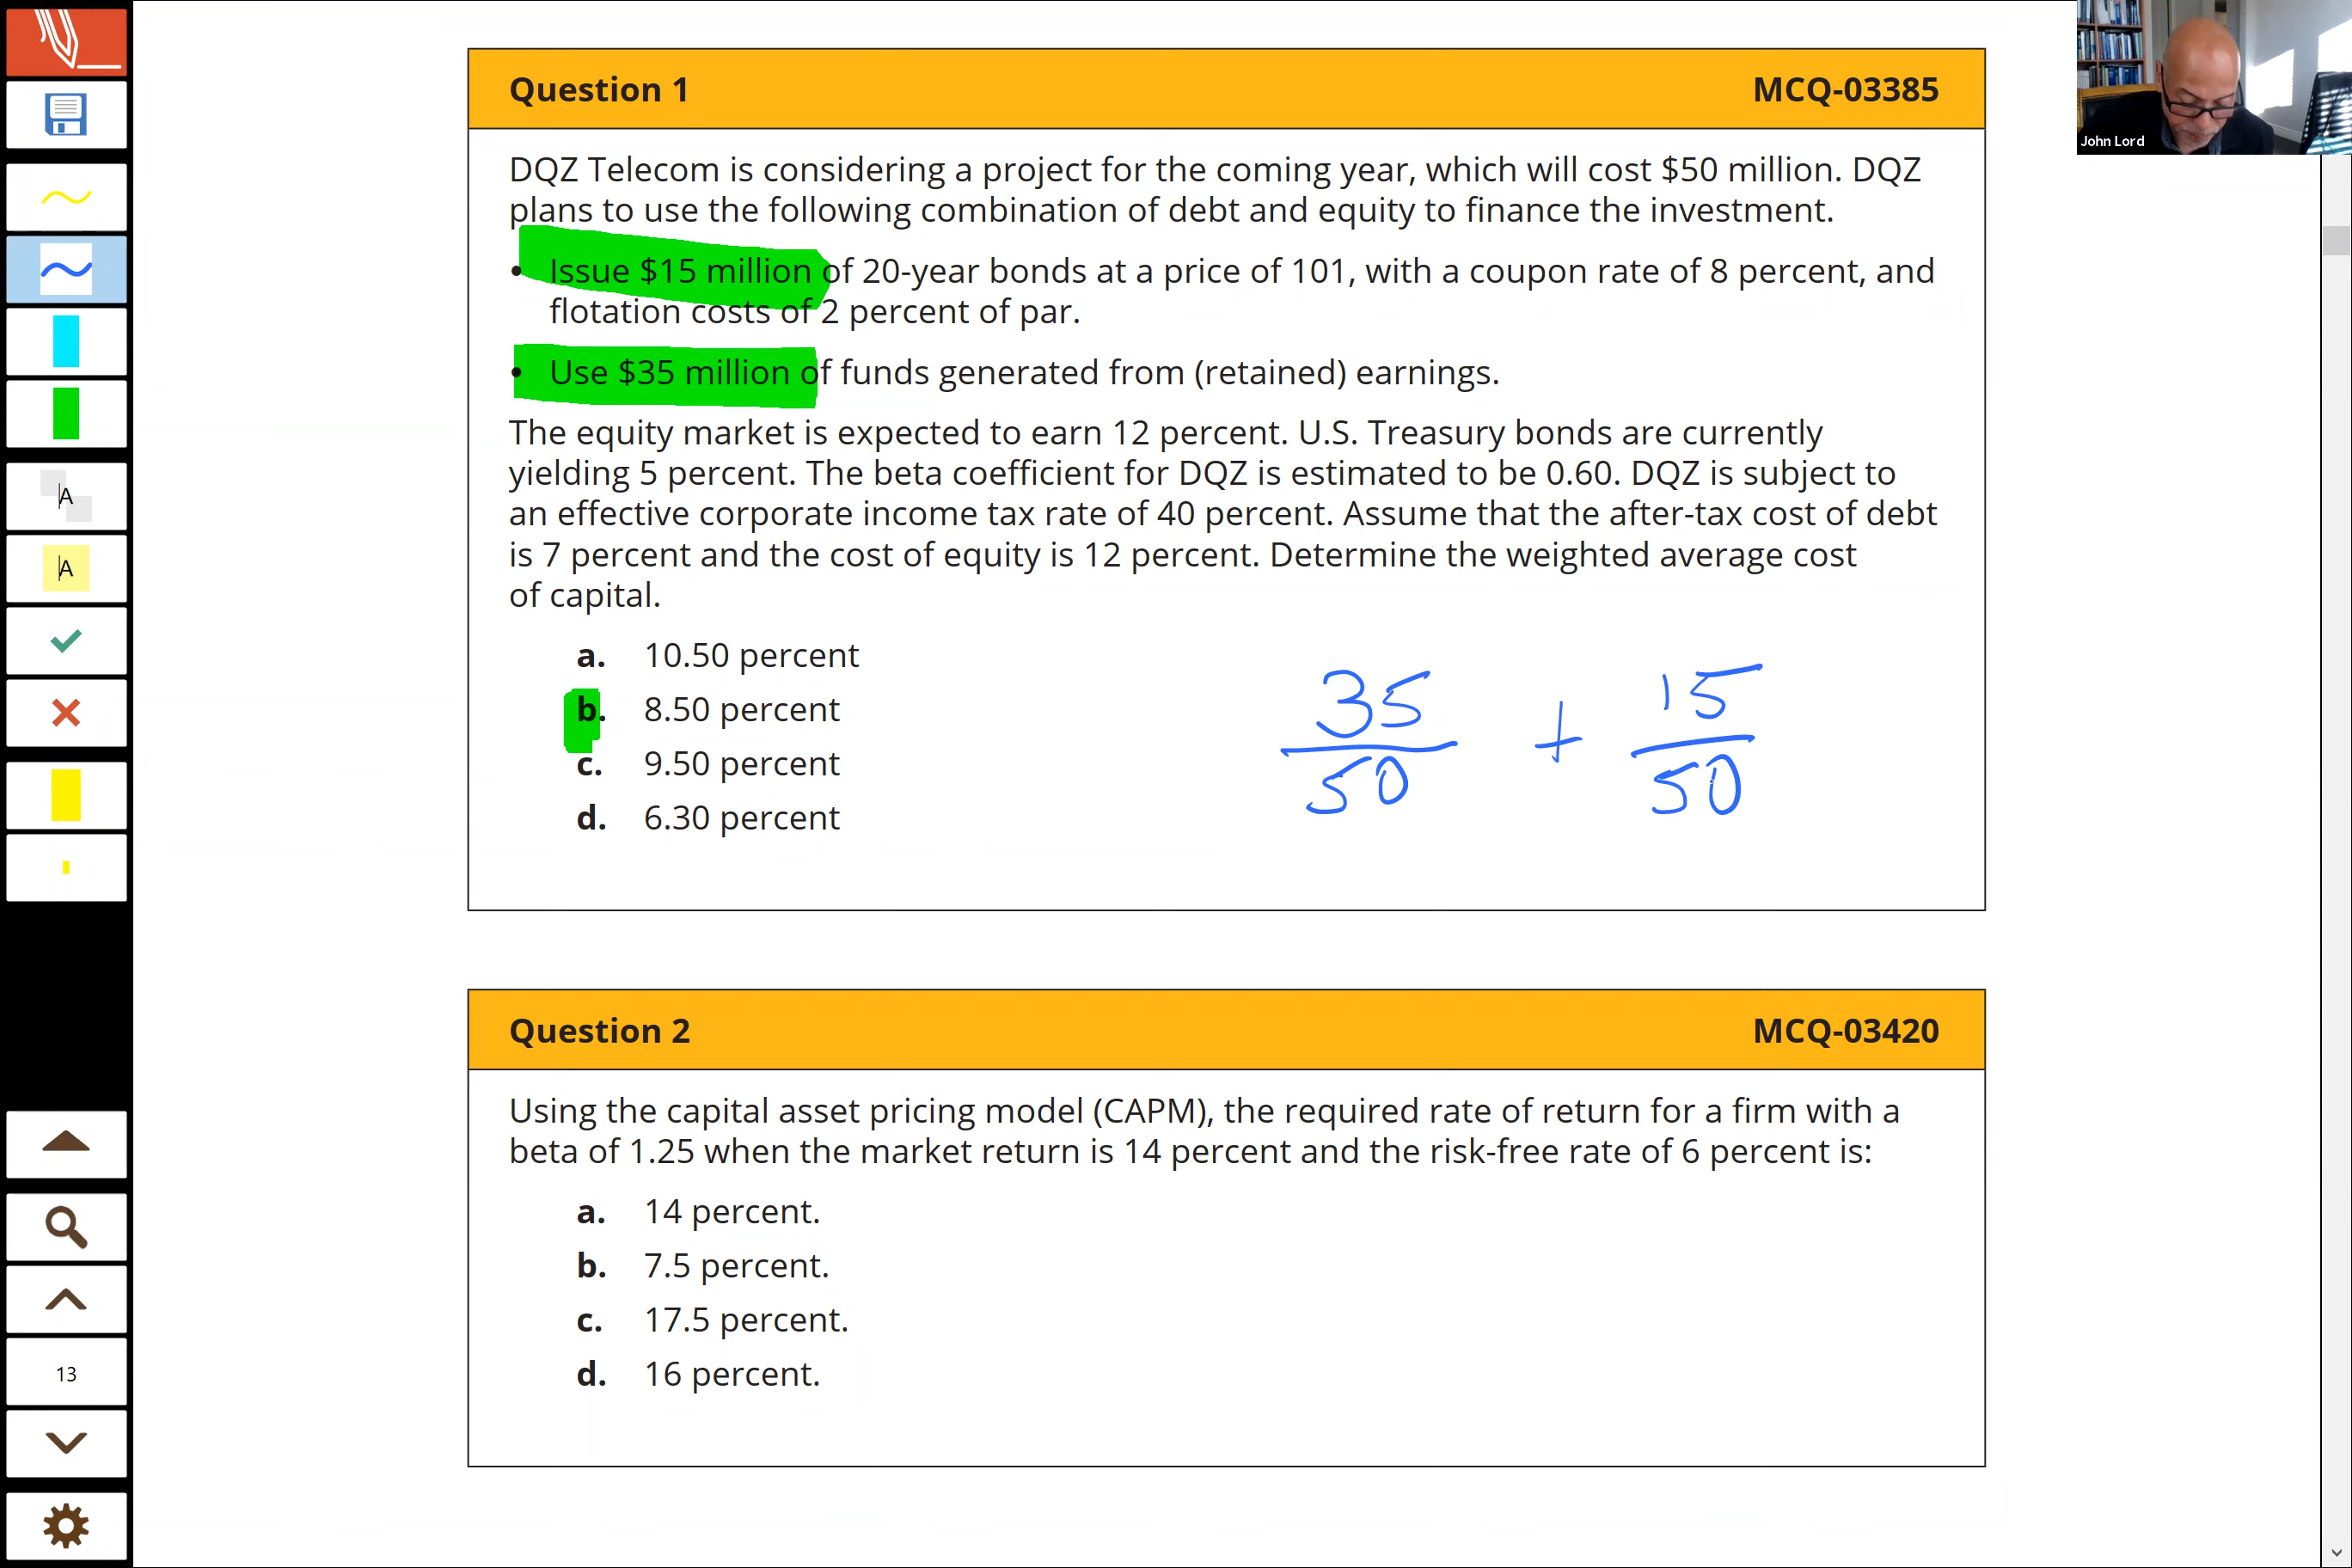 John Lord
Question 1 MCQ-03385
DQZ Telecom is considering a project for the coming year, which will cost $50 million. DQZ
plans to use the following combination of debt and equity to finance the investment.
• Issue $15 million of 20-year bonds at a price of 101, with a coupon rate of 8 percent, and
flotation costs of 2 percent of par.
• Use $35 million of funds generated from (retained) earnings.
The equity market is expected to earn 12 percent. U.S. Treasury bonds are currently
yielding 5 percent. The beta coefficient for DQZ is estimated to be 0.60. DQZ is subject to
an effective corporate income tax rate of 40 percent. Assume that the after-tax cost of debt
is 7 percent and the cost of equity is 12 percent. Determine the weighted average cost
of capital.
a. 10.50 percent
b. 8.50 percent
c. 9.50 percent
d. 6.30 percent
35 + 15
50 50
Question 2 MCQ-03420
Using the capital asset pricing model (CAPM), the required rate of return for a firm with a
beta of 1.25 when the market return is 14 percent and the risk-free rate of 6 percent is:
a. 14 percent.
b. 7.5 percent.
c. 17.5 percent.
d. 16 percent.
A
A
13